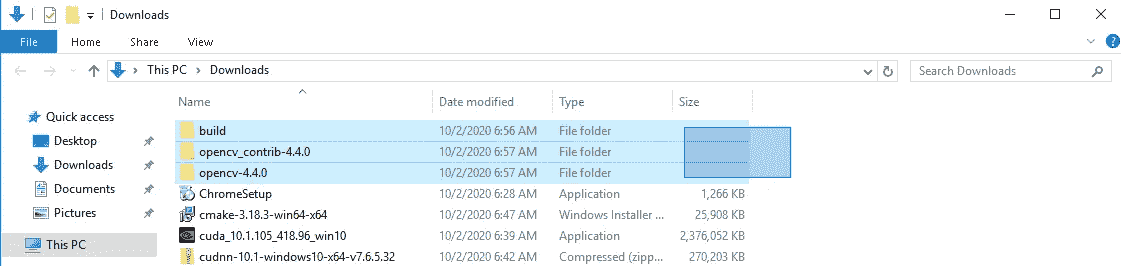 Downloads
File Home Share View
This PC Downloads Search Downloads
Name Date modified Type Size
Quick access
Desktop
Downloads
Documents
Pictures
This PC
build 10/2/2020 6:56 AM File folder
opencv_contrib-4.4.0 10/2/2020 6:57 AM File folder
opencv-4.4.0 10/2/2020 6:57 AM File folder
ChromeSetup 10/2/2020 6:28 AM Application 1,266 KB
cmake-3.18.3-win64-x64 10/2/2020 6:47 AM Windows Installer ... 25,908 KB
cuda_10.1.105_418.96_win10 10/2/2020 6:39 AM Application 2,376,052 KB
cudnn-10.1-windows10-x64-v7.6.5.32 10/2/2020 6:42 AM Compressed (zipp... 270,203 KB